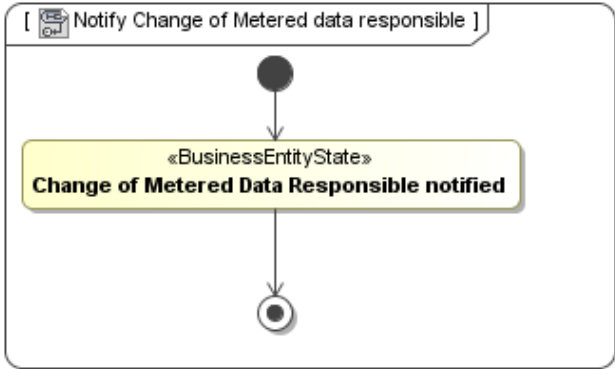 [ Notify Change of Metered data responsible ]
«BusinessEntityState»
Change of Metered Data Responsible notified